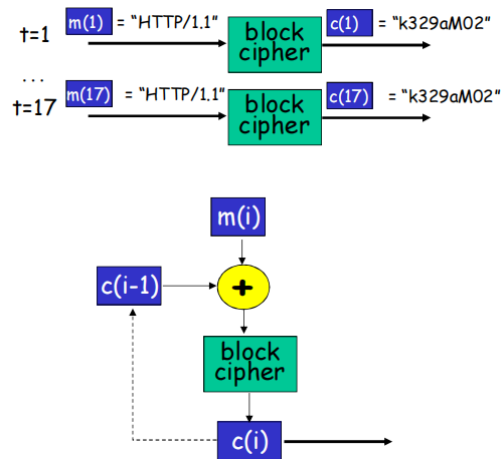 t=1 m(1) = "HTTP/1.1" block cipher c(1) = "k329aM02"
...
t=17 m(17) = "HTTP/1.1" block cipher c(17) = "k329aM02"
m(i)
c(i-1) +
block
cipher
c(i)